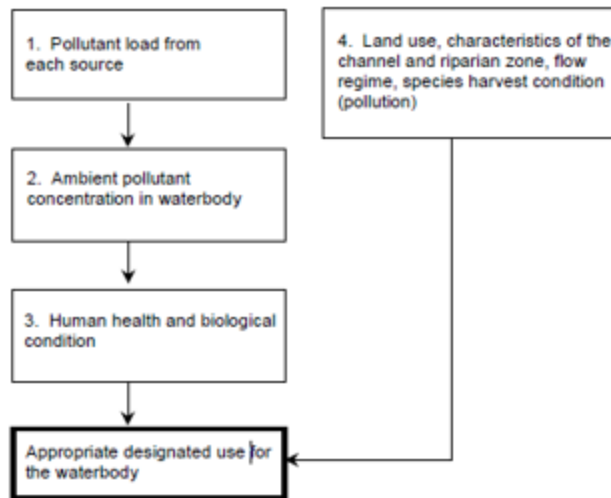 1. Pollutant load from
each source
4. Land use, characteristics of the
channel and riparian zone, flow
regime, species harvest condition
(pollution)
2. Ambient pollutant
concentration in waterbody
3. Human health and biological
condition
Appropriate designated use for
the waterbody